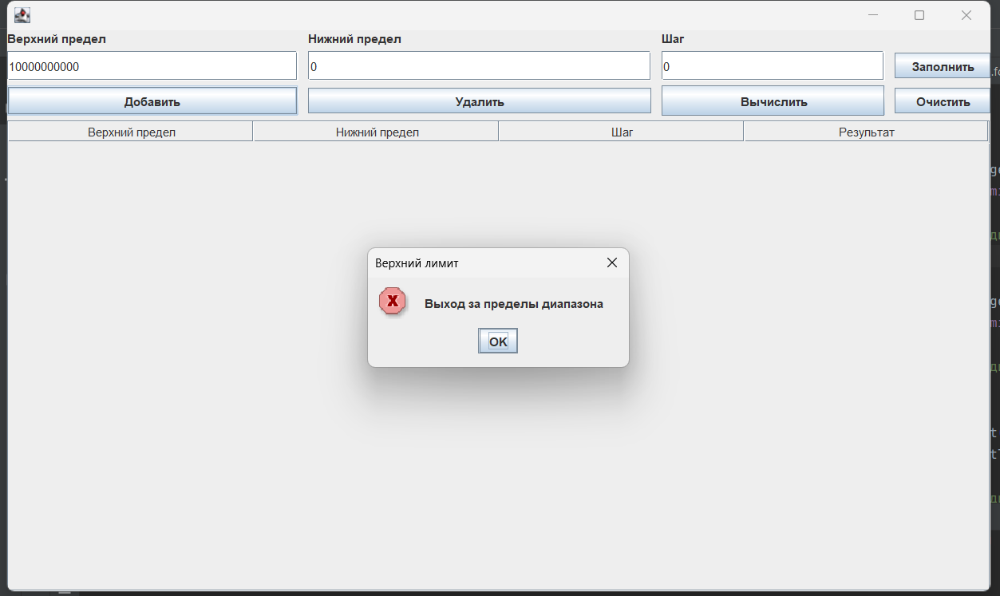 Верхний предел
Нижний предел
Шаг
10000000000
0
0
Заполнить
Добавить
Удалить
Вычислить
Очистить
Верхний предел
Нижний предел
Шаг
Результат
Верхний лимит
Выход за пределы диапазона
OK